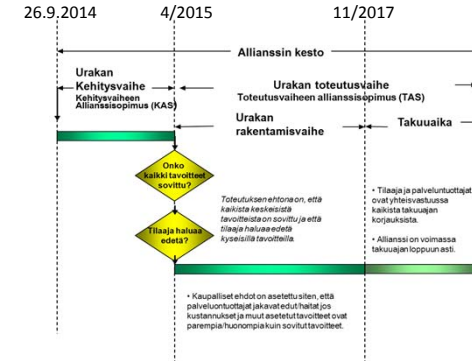 26.9.2014 4/2015 11/2017
Allianssin kesto
Urakan
Kehitysvaihe
Kehitysvaiheen
Allianssisopimus (KAS)
Urakan toteutusvaihe
Toteutusvaiheen allianssisopimus (TAS)
Urakan
rakentamisvaihe
Takuuaika
Onko
kaikki tavoitteet
sovittu?
Tilaaja haluaa
edetä?
Toteutuksen ehtona on, että
kaikista keskeisistä
tavoitteista on sovittu ja että
tilaaja haluaa edetä
kyseisillä tavoitteilla.
• Tilaaja ja palveluntuottajat
ovat yhteisvastuussa
kaikista takuuajan
korjauksista.
• Allianssi on voimassa
takuuajan loppuun asti.
• Kaupalliset ehdot on asetettu siten, että
palveluontuottajat jakavat edut/haitat jos
kustannukset ja muut asetetut tavoitteet ovat
parempia/huonompia kuin sovitut tavoitteet.